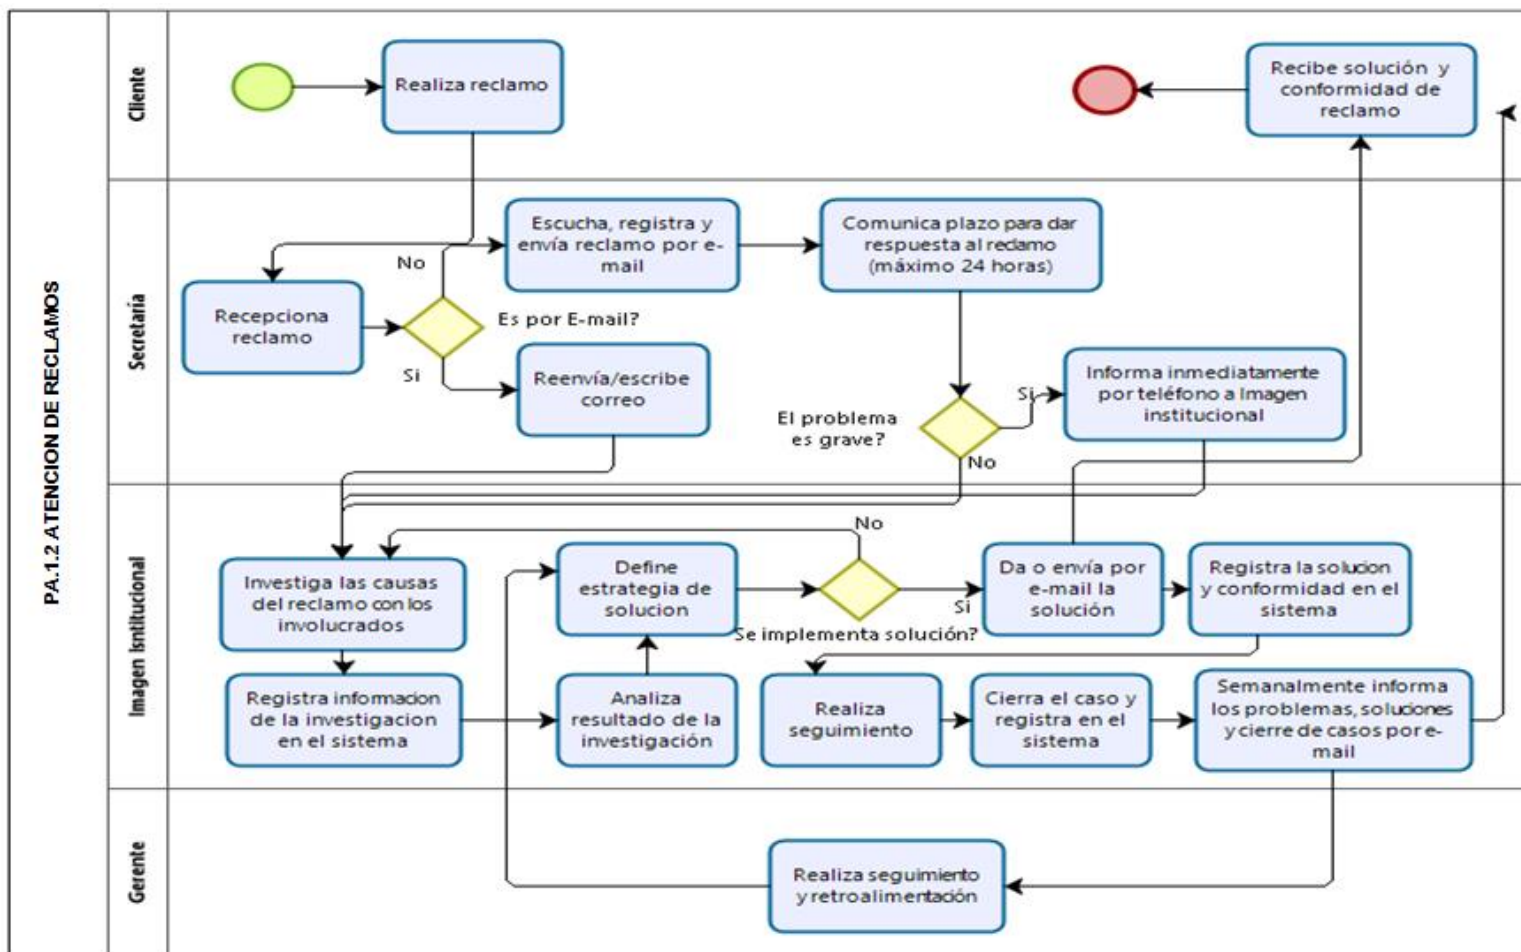 PA.1.2 ATENCION DE RECLAMOS
Cliente
Realiza reclamo
Recibe solución y
conformidad de
reclamo
Secretaría
Escucha, registra y
envía reclamo por e-
mail
Comunica plazo para dar
respuesta al reclamo
(máximo 24 horas)
No
Recepciona
reclamo
Es por E-mail?
Si
Reenvía/escribe
correo
El problema
es grave?
Si
Informa inmediatamente
por teléfono a Imagen
institucional
No
Imagen Isntitucional
No
Investiga las causas
del reclamo con los
involucrados
Define
estrategia de
solucion
Se implementa solución?
Si
Da o envía por
e-mail la
solución
Registra la solucion
y conformidad en el
sistema
Registra informacion
de la investigacion
en el sistema
Analiza
resultado de la
investigación
Realiza
seguimiento
Cierra el caso y
registra en el
sistema
Semanalmente informa
los problemas, soluciones
y cierre de casos por e-
mail
Gerente
Realiza seguimiento
y retroalimentación